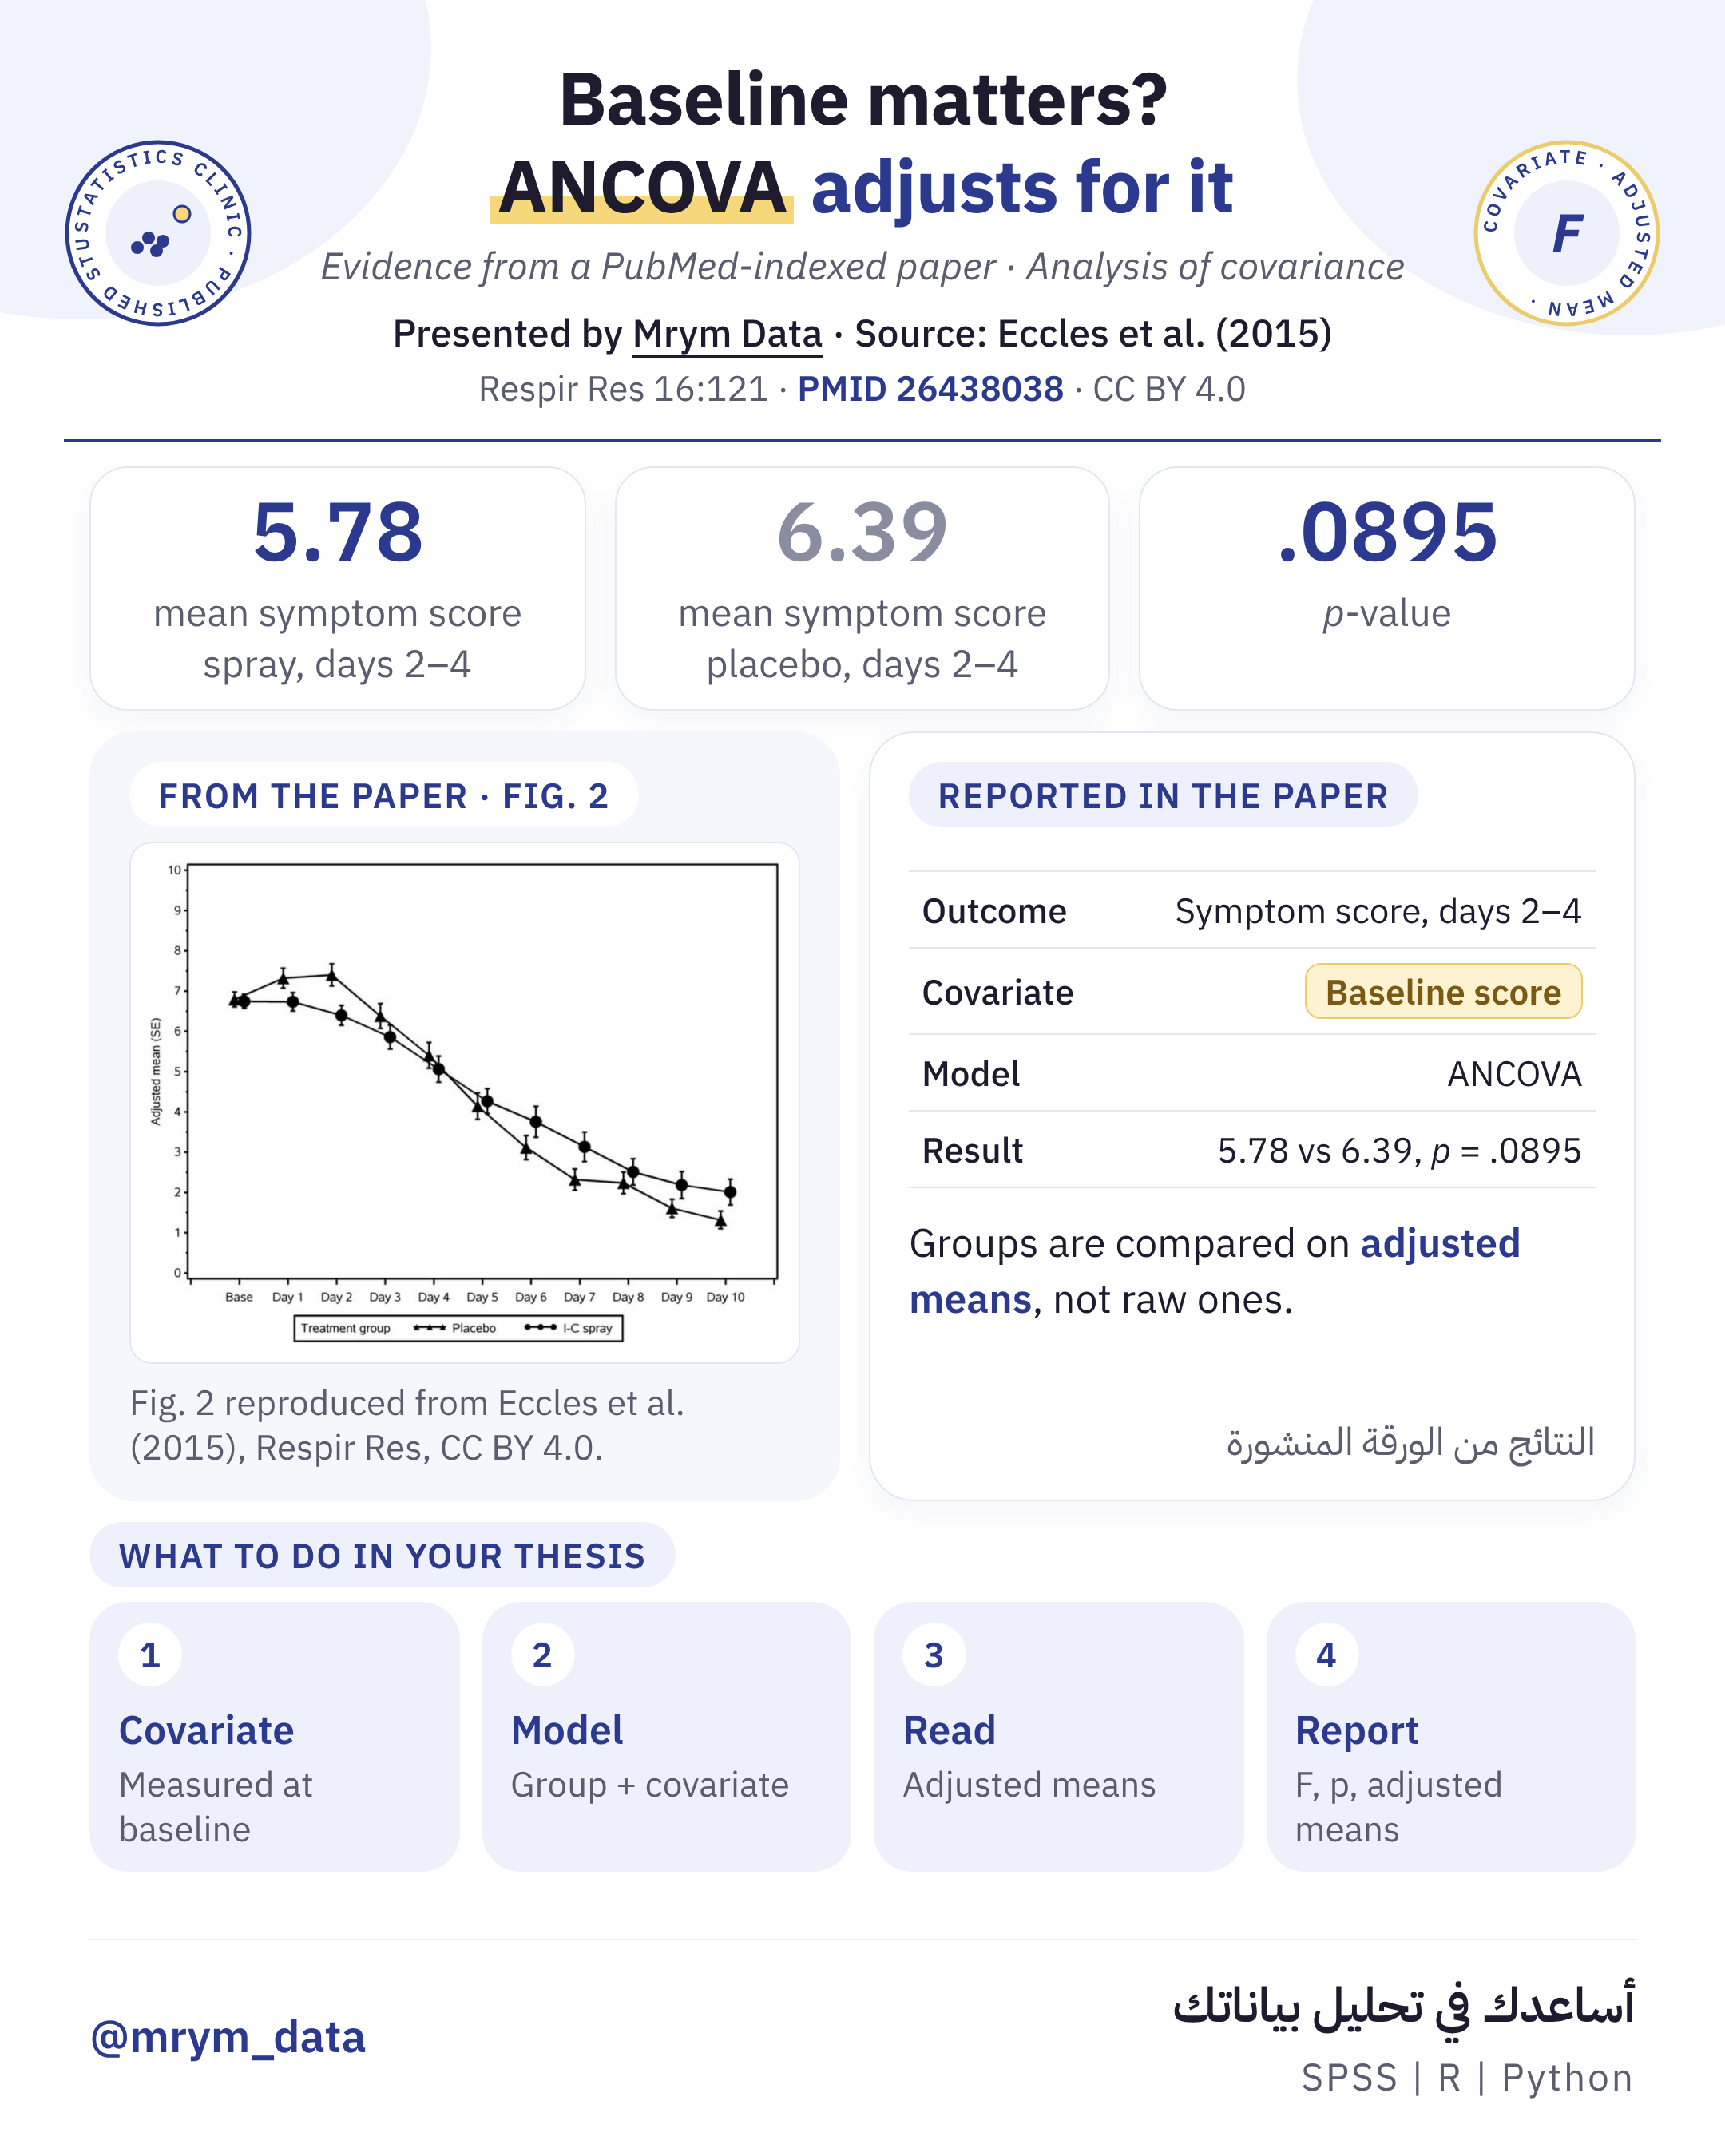 Baseline matters?
ANCOVA adjusts for it
Evidence from a PubMed-indexed paper · Analysis of covariance
Presented by Mrym Data · Source: Eccles et al. (2015)
Respir Res 16:121 · PMID 26438038 · CC BY 4.0
STATISTICS CLINIC · PUBLISHED STU
COVARIATE · ADJUSTED MEAN ·
F
5.78
mean symptom score
spray, days 2–4
6.39
mean symptom score
placebo, days 2–4
.0895
p-value
FROM THE PAPER · FIG. 2
10
9
8
7
6
5
4
3
2
1
0
Adjusted mean (SE)
Base Day 1 Day 2 Day 3 Day 4 Day 5 Day 6 Day 7 Day 8 Day 9 Day 10
Treatment group Placebo I-C spray
Fig. 2 reproduced from Eccles et al.
(2015), Respir Res, CC BY 4.0.
REPORTED IN THE PAPER
Outcome Symptom score, days 2–4
Covariate Baseline score
Model ANCOVA
Result 5.78 vs 6.39, p = .0895
Groups are compared on adjusted
means, not raw ones.
النتائج من الورقة المنشورة
WHAT TO DO IN YOUR THESIS
1
Covariate
Measured at
baseline
2
Model
Group + covariate
3
Read
Adjusted means
4
Report
F, p, adjusted
means
@mrym_data
أساعدك في تحليل بياناتك
SPSS | R | Python